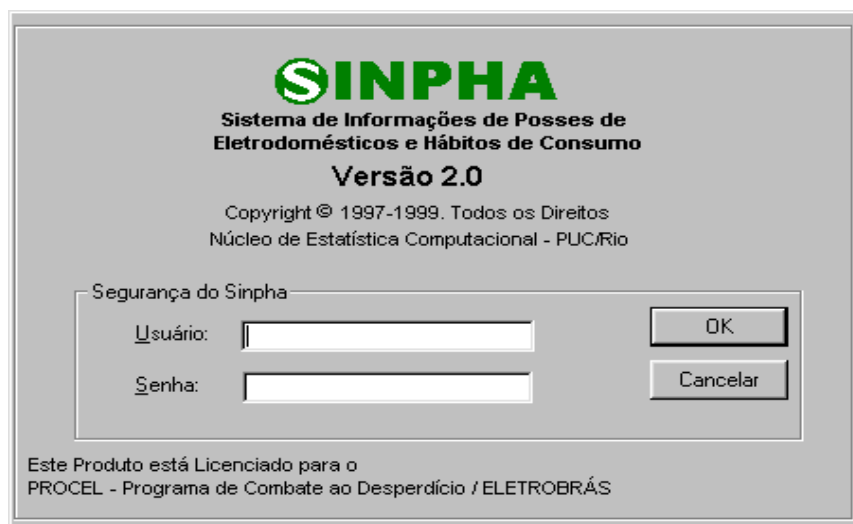 SINPHA
Sistema de Informações de Posses de
Eletrodomésticos e Hábitos de Consumo
Versão 2.0
Copyright © 1997-1999. Todos os Direitos
Núcleo de Estatística Computacional - PUC/Rio
Segurança do Sinpha
Usuário:
OK
Senha:
Cancelar
Este Produto está Licenciado para o
PROCEL - Programa de Combate ao Desperdício / ELETROBRÁS